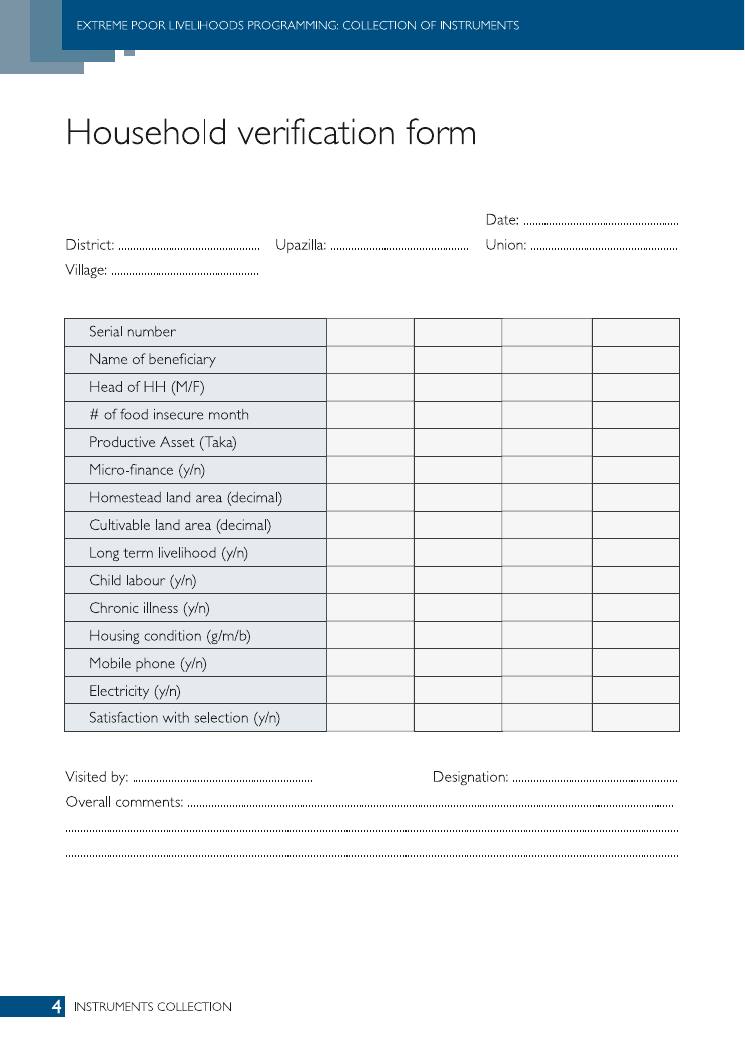 EXTREME POOR LIVELIHOODS PROGRAMMING: COLLECTION OF INSTRUMENTS
Household verification form
Date: ....................................................
District: ............................................... Upazilla: .............................................. Union: .................................................
Village: .................................................
Serial number
Name of beneficiary
Head of HH (M/F)
# of food insecure month
Productive Asset (Taka)
Micro-finance (y/n)
Homestead land area (decimal)
Cultivable land area (decimal)
Long term livelihood (y/n)
Child labour (y/n)
Chronic illness (y/n)
Housing condition (g/m/b)
Mobile phone (y/n)
Electricity (y/n)
Satisfaction with selection (y/n)
Visited by: ............................................................ Designation: .......................................................
Overall comments: ..................................................................................................................................
..................................................................................................................................
..................................................................................................................................
4 INSTRUMENTS COLLECTION